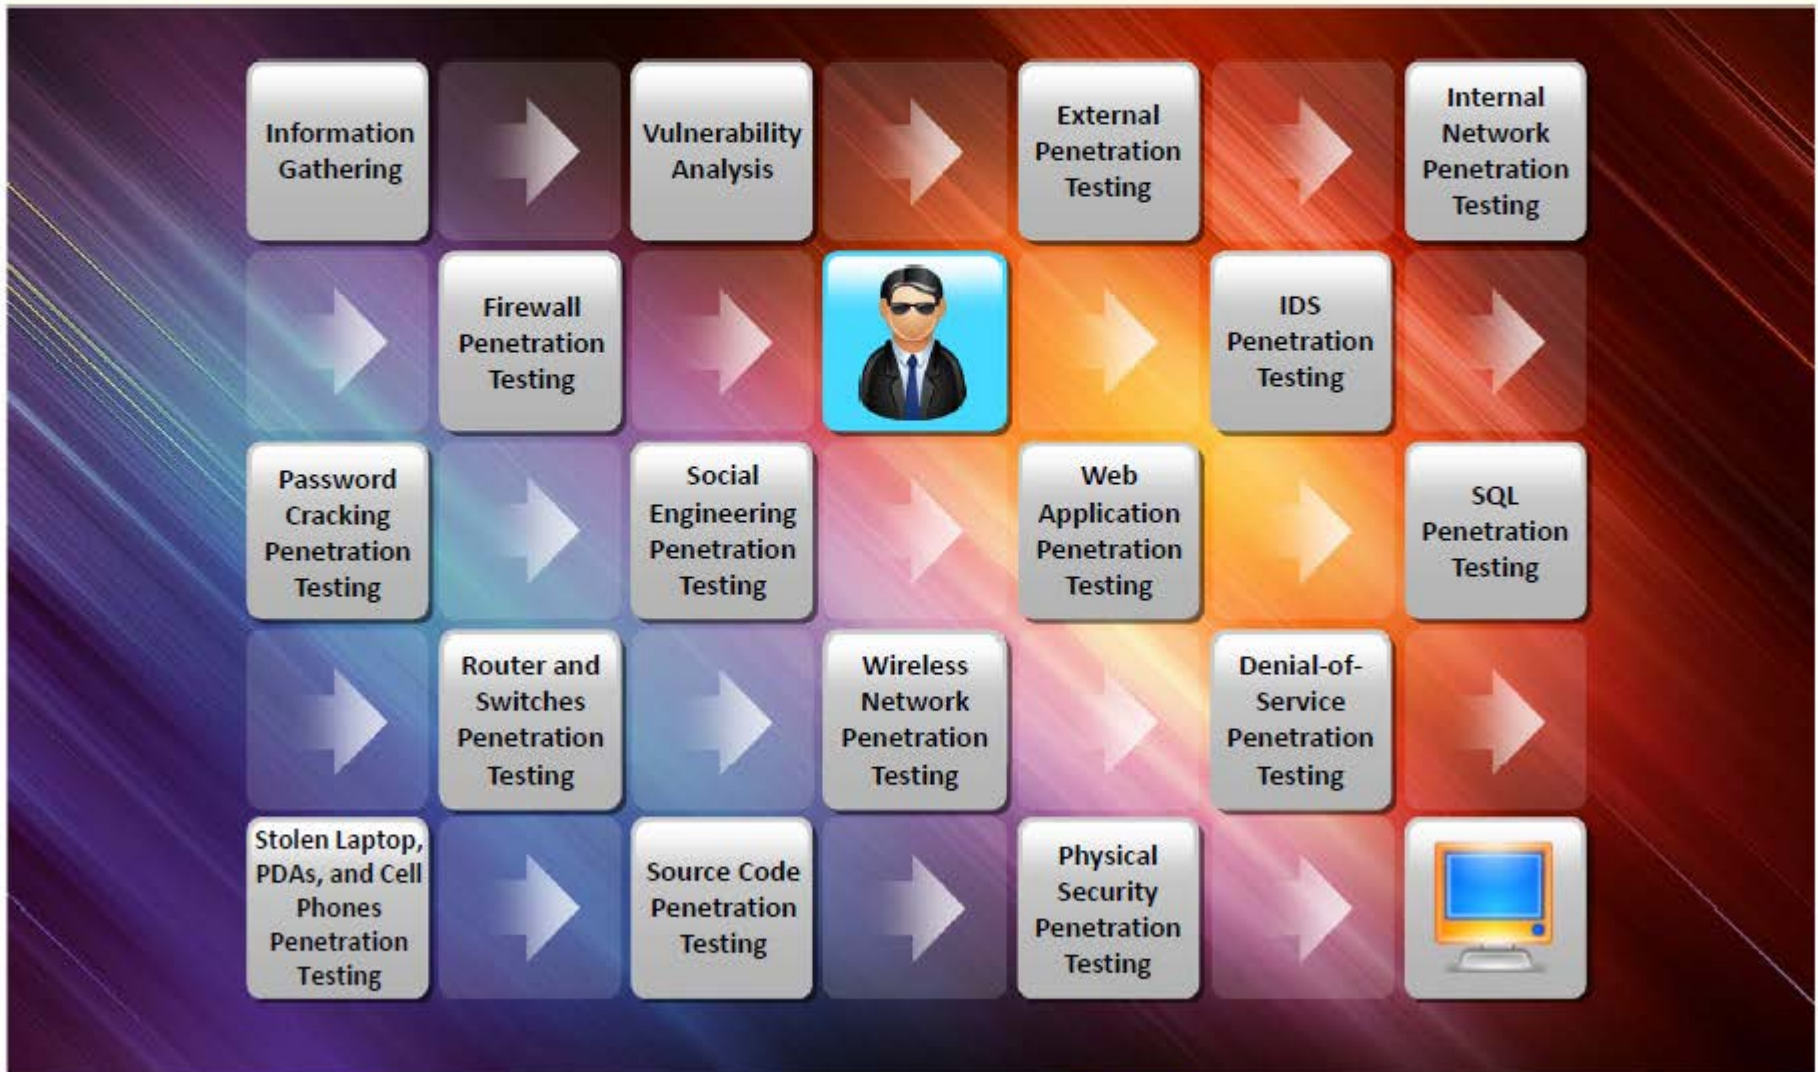 Information
Gathering
Vulnerability
Analysis
External
Penetration
Testing
Internal
Network
Penetration
Testing
Firewall
Penetration
Testing
IDS
Penetration
Testing
Password
Cracking
Penetration
Testing
Social
Engineering
Penetration
Testing
Web
Application
Penetration
Testing
SQL
Penetration
Testing
Router and
Switches
Penetration
Testing
Wireless
Network
Penetration
Testing
Denial-of-
Service
Penetration
Testing
Stolen Laptop,
PDAs, and Cell
Phones
Penetration
Testing
Source Code
Penetration
Testing
Physical
Security
Penetration
Testing